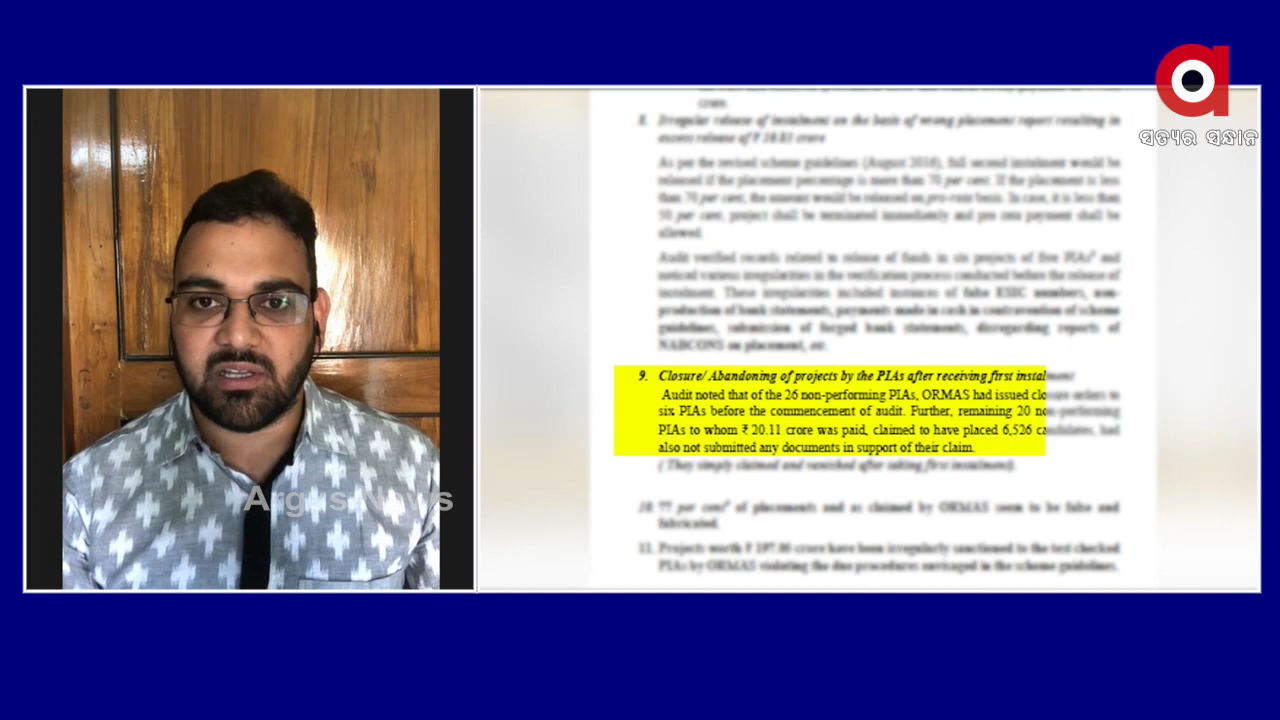 ସତ୍ୟର ସନ୍ଧାନ
crore.
8. Irregular release of instalment on the basis of wrong placement report resulting in
excess release of ₹ 18.83 crore
As per the revised scheme guidelines (August 2016), full second instalment would be
released if the placement percentage is more than 70 per cent. If the placement is less
than 70 per cent, the amount would be released on pro-rata basis. In case, it is less than
50 per cent, project shall be terminated immediately and pro rata payment shall be
allowed.
Audit verified records related to release of funds in six projects of five PIAs and
noticed various irregularities in the verification process conducted before the release of
instalment. These irregularities included instances of fake ESIC numbers, non-
production of bank statements, payments made in cash in contravention of scheme
guidelines, submission of forged bank statements, disregarding reports of
NABCONS on placement, etc.
9. Closure/ Abandoning of projects by the PIAs after receiving first instalment
Audit noted that of the 26 non-performing PIAs, ORMAS had issued closure orders to
six PIAs before the commencement of audit. Further, remaining 20 non-performing
PIAs to whom ₹ 20.11 crore was paid, claimed to have placed 6,526 candidates, had
also not submitted any documents in support of their claim.
( They simply claimed and vanished after taking first instalment).
10. 77 per cent of placements and as claimed by ORMAS seem to be false and
fabricated.
11. Projects worth ₹ 197.86 crore have been irregularly sanctioned to the test checked
PIAs by ORMAS violating the due procedures envisaged in the scheme guidelines.
Argus News